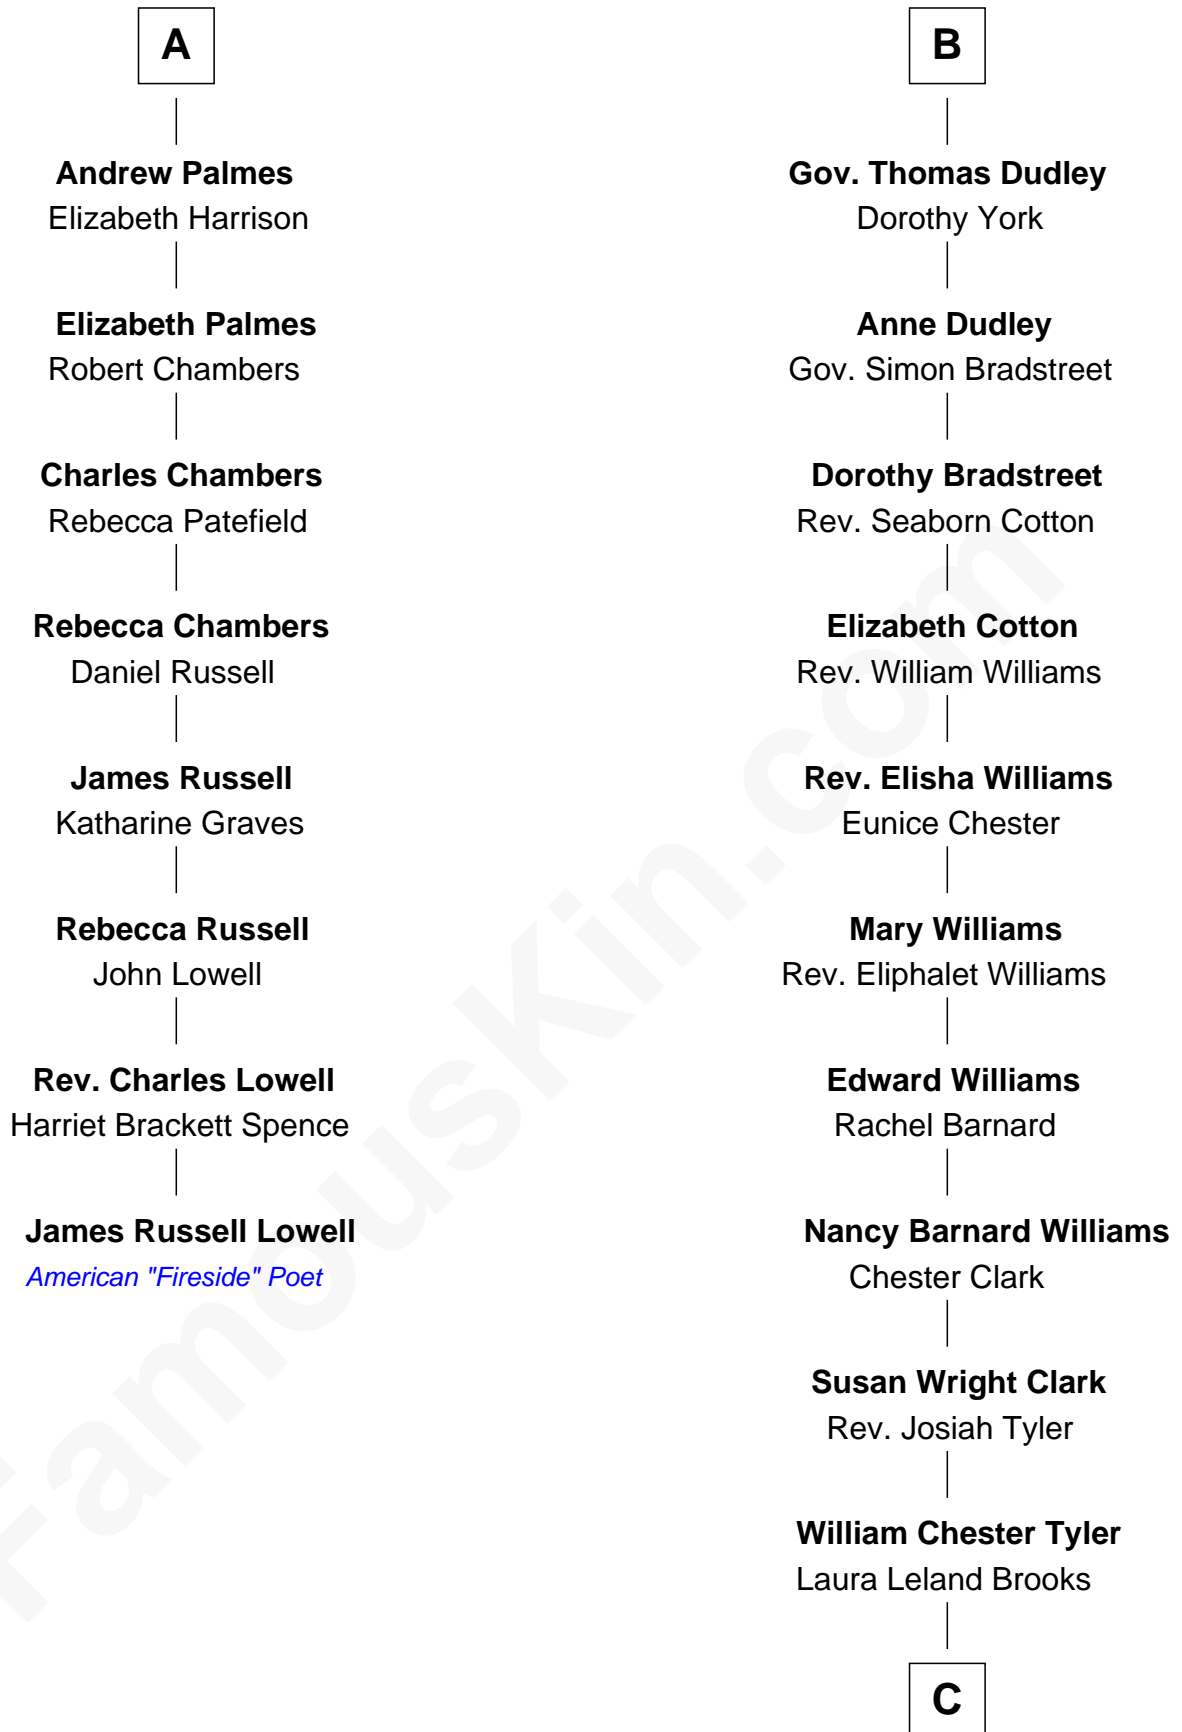 A
Andrew Palmes
Elizabeth Harrison
Elizabeth Palmes
Robert Chambers
Charles Chambers
Rebecca Patefield
Rebecca Chambers
Daniel Russell
James Russell
Katharine Graves
Rebecca Russell
John Lowell
Rev. Charles Lowell
Harriet Brackett Spence
James Russell Lowell
American "Fireside" Poet
B
Gov. Thomas Dudley
Dorothy York
Anne Dudley
Gov. Simon Bradstreet
Dorothy Bradstreet
Rev. Seaborn Cotton
Elizabeth Cotton
Rev. William Williams
Rev. Elisha Williams
Eunice Chester
Mary Williams
Rev. Eliphalet Williams
Edward Williams
Rachel Barnard
Nancy Barnard Williams
Chester Clark
Susan Wright Clark
Rev. Josiah Tyler
William Chester Tyler
Laura Leland Brooks
C
FamousKin.com